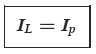 I_L = I_p